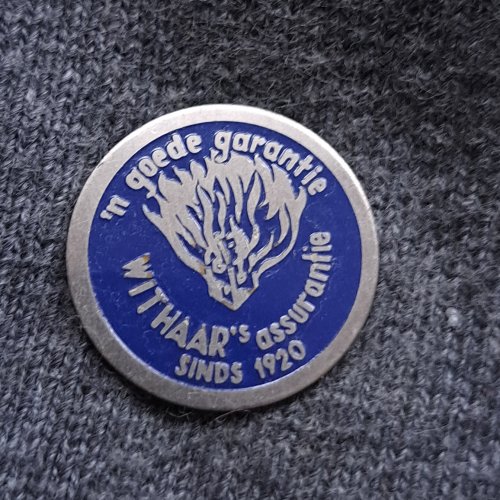 'n goede garantie
WITHAAR's assurantie
SINDS 1920